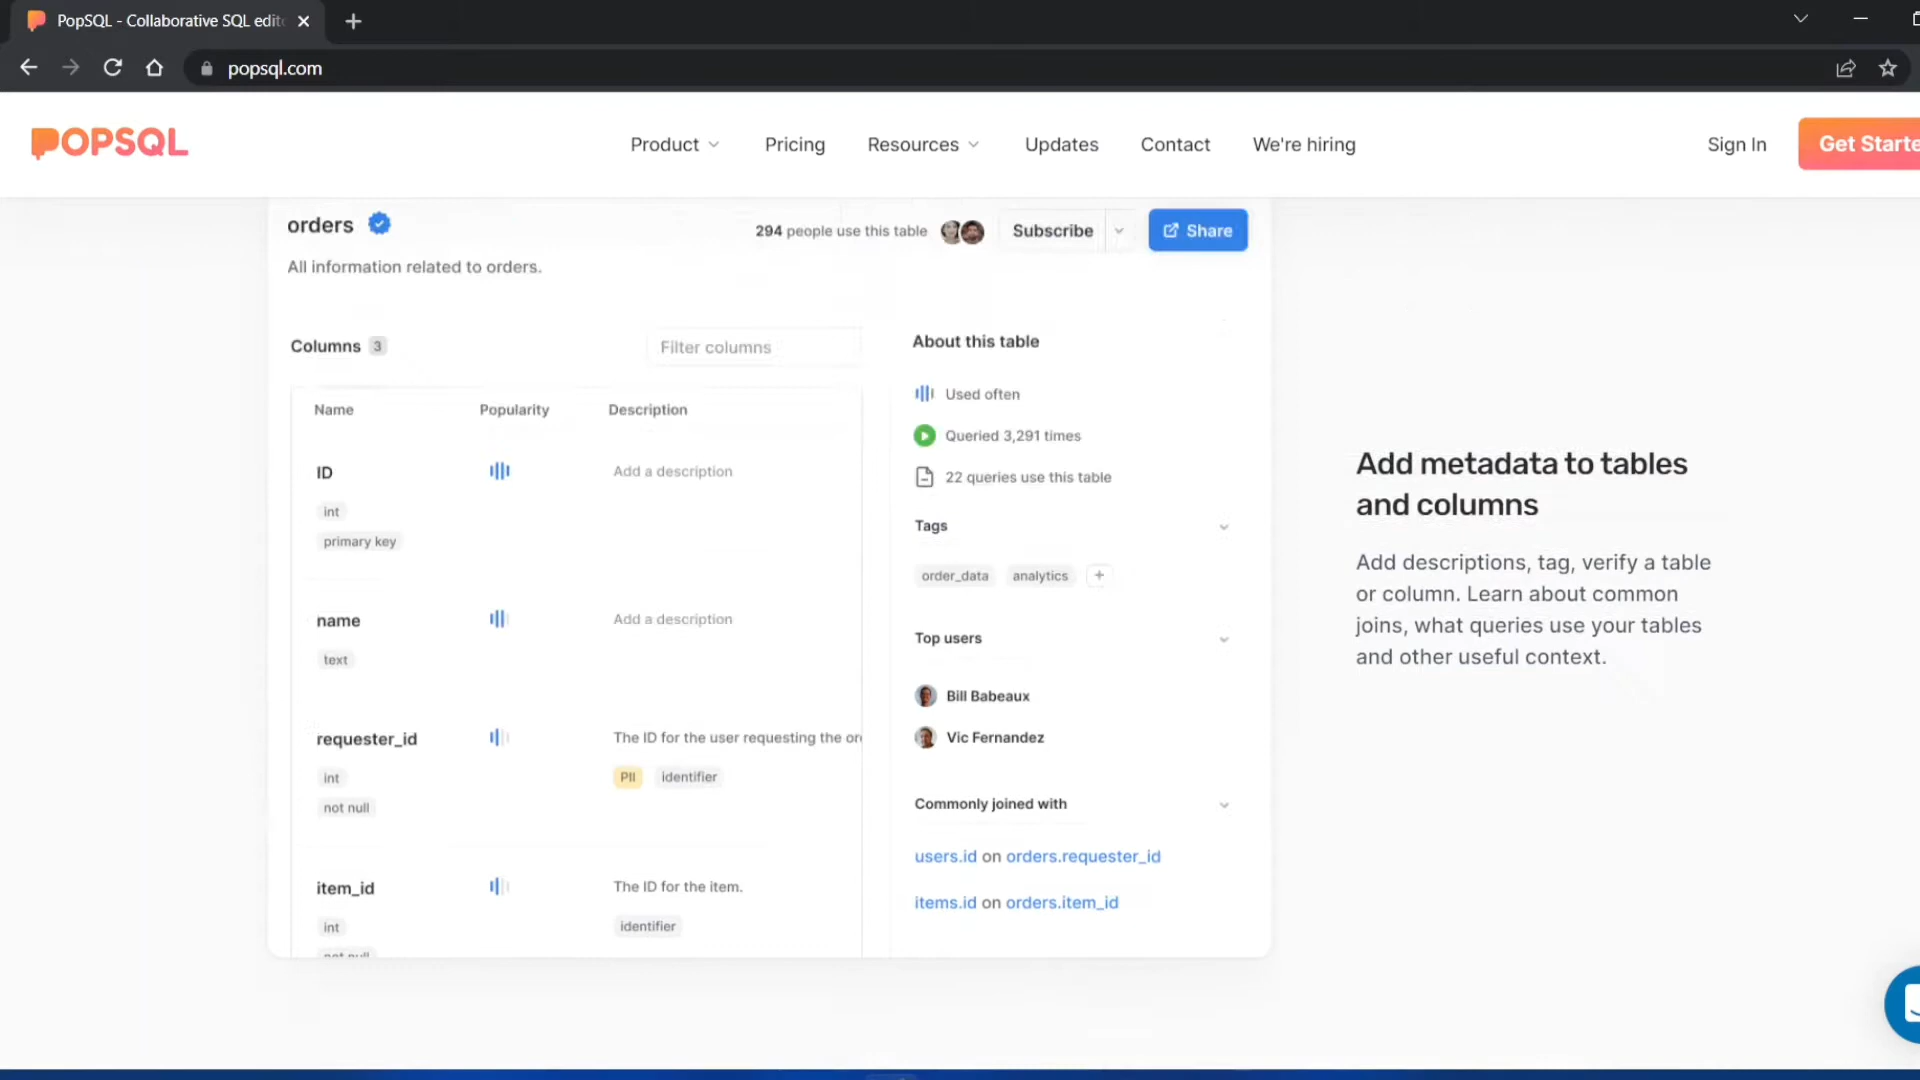 PopSQL - Collaborative SQL edit
popsql.com
POPSQL
Product
Pricing
Resources
Updates
Contact
We're hiring
Sign In
Get Starte
orders
294 people use this table
Subscribe
Share
All information related to orders.
Columns 3
Filter columns
Name
Popularity
Description
ID
Add a description
int
primary key
name
Add a description
text
requester_id
The ID for the user requesting the or
int
PII
identifier
not null
item_id
The ID for the item.
int
identifier
not null
About this table
Used often
Queried 3,291 times
22 queries use this table
Tags
order_data
analytics
+
Top users
Bill Babeaux
Vic Fernandez
Commonly joined with
users.id on orders.requester_id
items.id on orders.item_id
Add metadata to tables
and columns
Add descriptions, tag, verify a table
or column. Learn about common
joins, what queries use your tables
and other useful context.